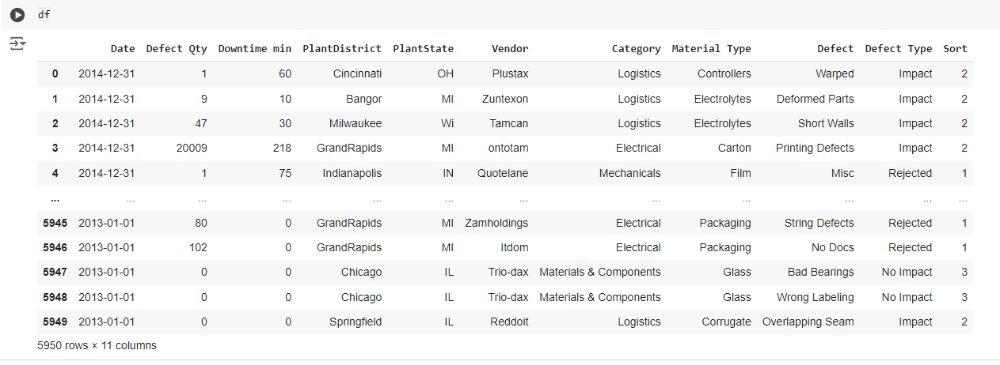 df
Date Defect Qty Downtime min PlantDistrict PlantState Vendor Category Material Type Defect Defect Type Sort
0 2014-12-31 1 60 Cincinnati OH Plustax Logistics Controllers Warped Impact 2
1 2014-12-31 9 10 Bangor MI Zuntexon Logistics Electrolytes Deformed Parts Impact 2
2 2014-12-31 47 30 Milwaukee Wi Tamcan Logistics Electrolytes Short Walls Impact 2
3 2014-12-31 20009 218 GrandRapids MI ontotam Electrical Carton Printing Defects Impact 2
4 2014-12-31 1 75 Indianapolis IN Quotelane Mechanicals Film Misc Rejected 1
... ... ... ... ... ... ... ... ... ... ... ...
5945 2013-01-01 80 0 GrandRapids MI Zamholdings Electrical Packaging String Defects Rejected 1
5946 2013-01-01 102 0 GrandRapids MI Itdom Electrical Packaging No Docs Rejected 1
5947 2013-01-01 0 0 Chicago IL Trio-dax Materials & Components Glass Bad Bearings No Impact 3
5948 2013-01-01 0 0 Chicago IL Trio-dax Materials & Components Glass Wrong Labeling No Impact 3
5949 2013-01-01 0 0 Springfield IL Reddoit Logistics Corrugate Overlapping Seam Impact 2
5950 rows × 11 columns